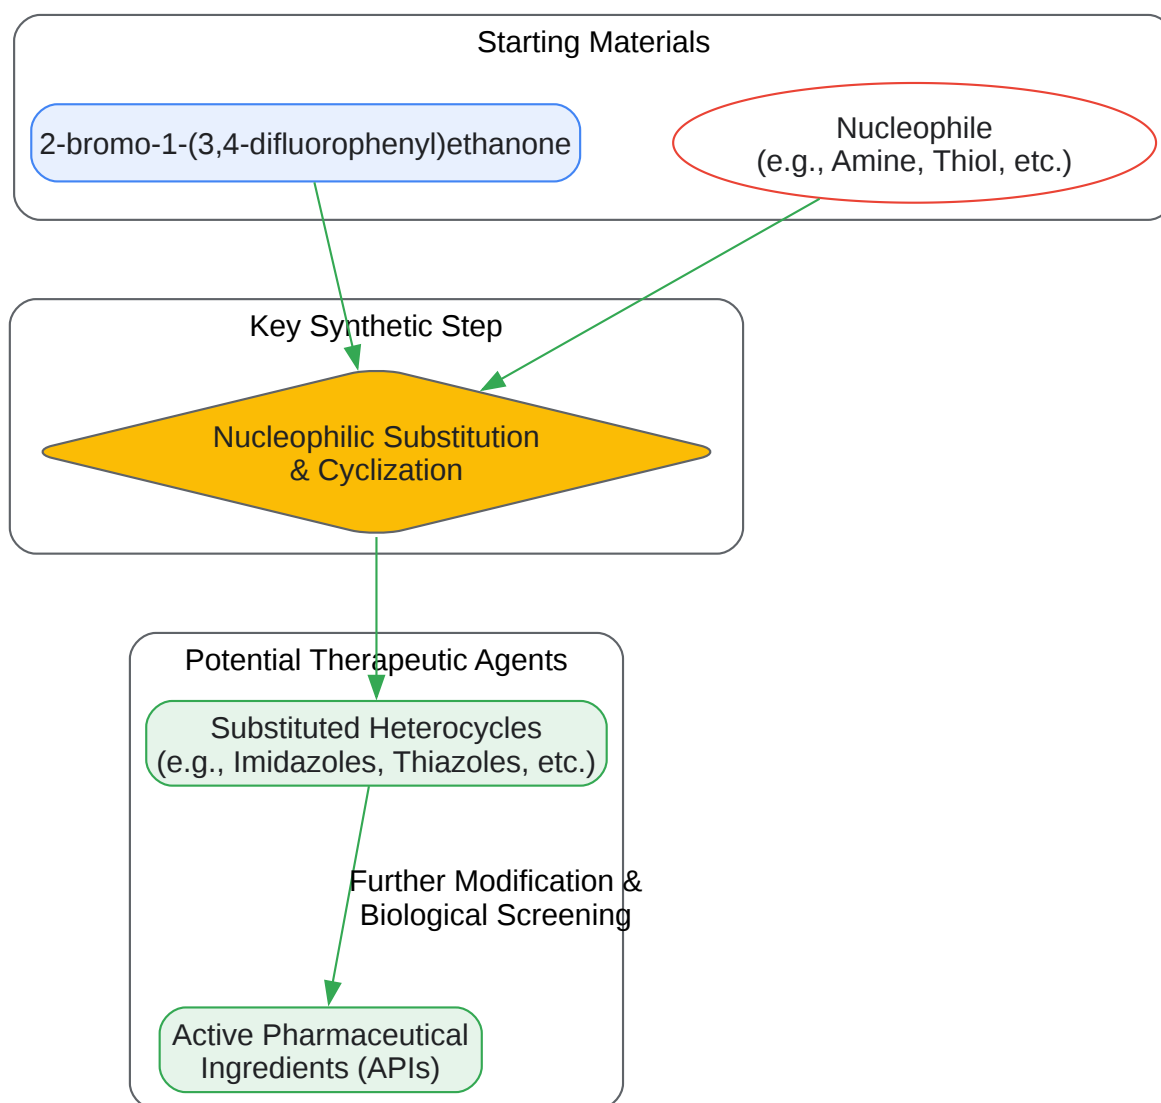 Starting Materials
2-bromo-1-(3,4-difluorophenyl)ethanone
Nucleophile
(e.g., Amine, Thiol, etc.)
Key Synthetic Step
Nucleophilic Substitution
& Cyclization
Potential Therapeutic Agents
Substituted Heterocycles
(e.g., Imidazoles, Thiazoles, etc.)
Further Modification &
Biological Screening
Active Pharmaceutical
Ingredients (APIs)